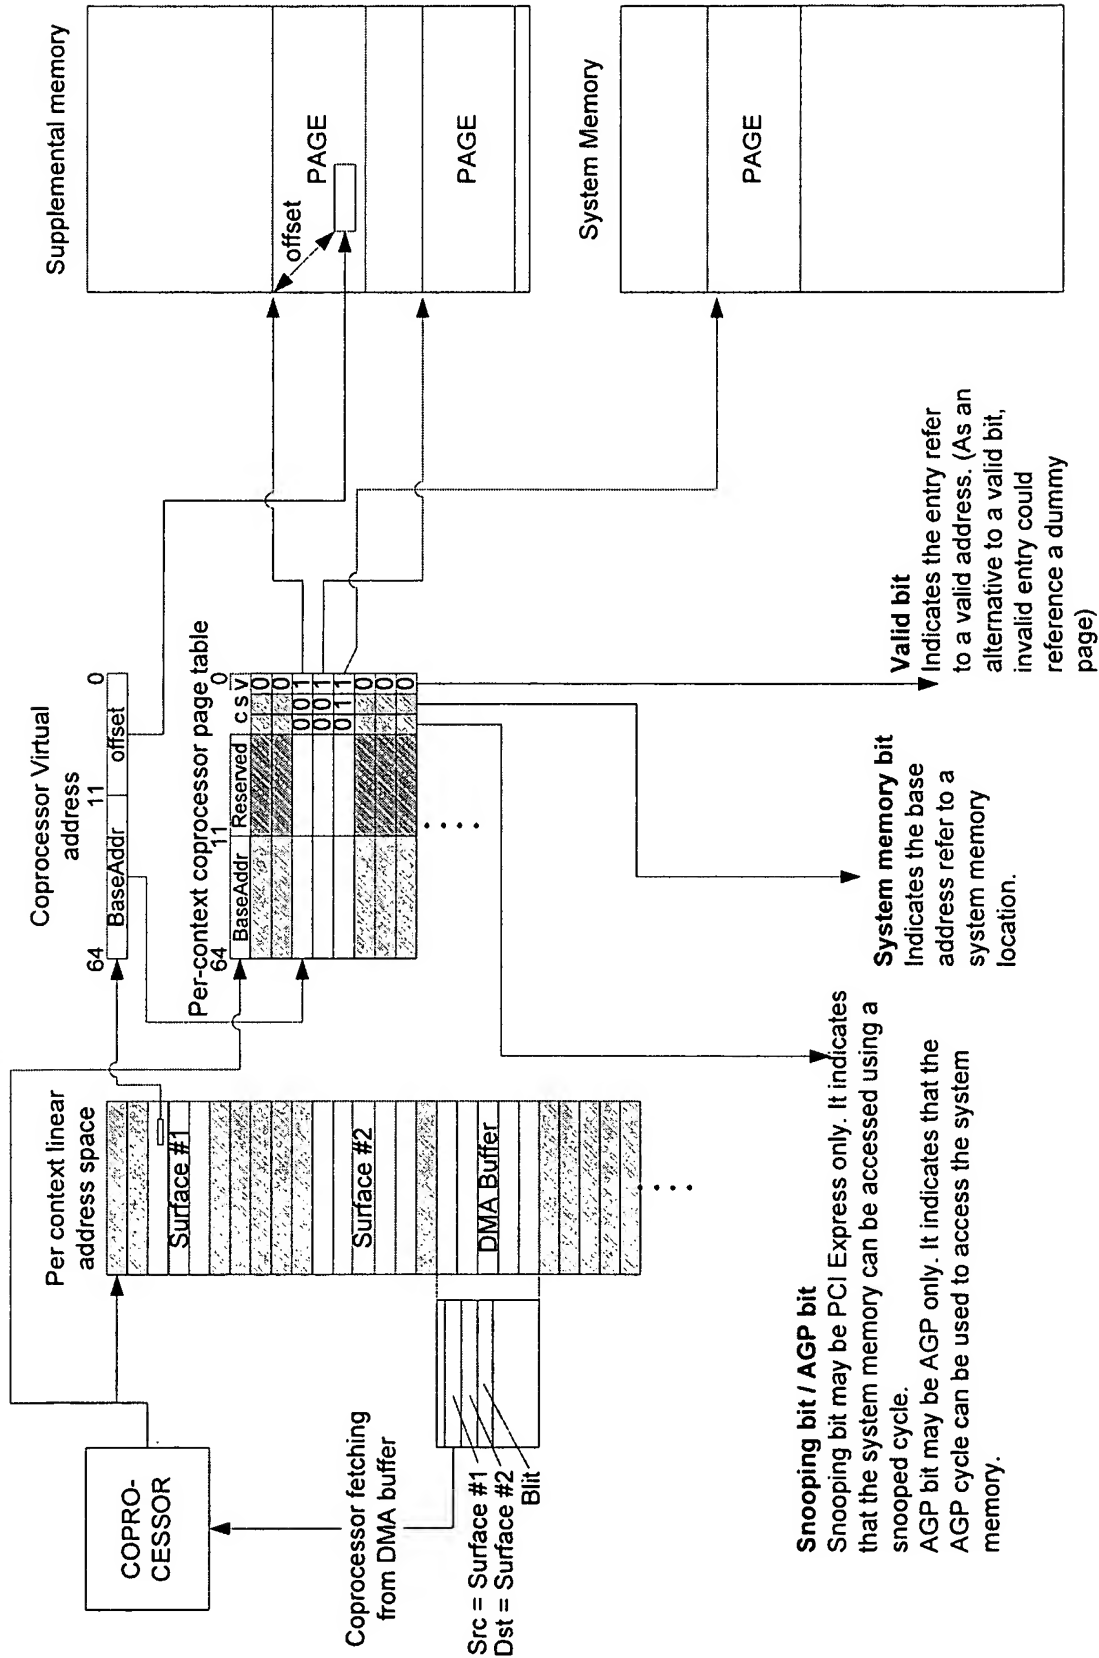 COPRO-
CESSOR
Coprocessor fetching
from DMA buffer
Src = Surface #1
Dst = Surface #2
Blit
Per context linear
address space
Surface #1
Surface #2
DMA Buffer
Coprocessor Virtual
address
64 11 0
BaseAddr offset
Per-context coprocessor page table
64 11 0
BaseAddr Reserved c s v
0
0
0 0 1
0 0 1
0 1 1
0
0
0
Supplemental memory
offset
PAGE
PAGE
System Memory
PAGE
Snooping bit / AGP bit
Snooping bit may be PCI Express only. It indicates
that the system memory can be accessed using a
snooped cycle.
AGP bit may be AGP only. It indicates that the
AGP cycle can be used to access the system
memory.
System memory bit
Indicates the base
address refer to a
system memory
location.
Valid bit
Indicates the entry refer
to a valid address. (As an
alternative to a valid bit,
invalid entry could
reference a dummy
page)